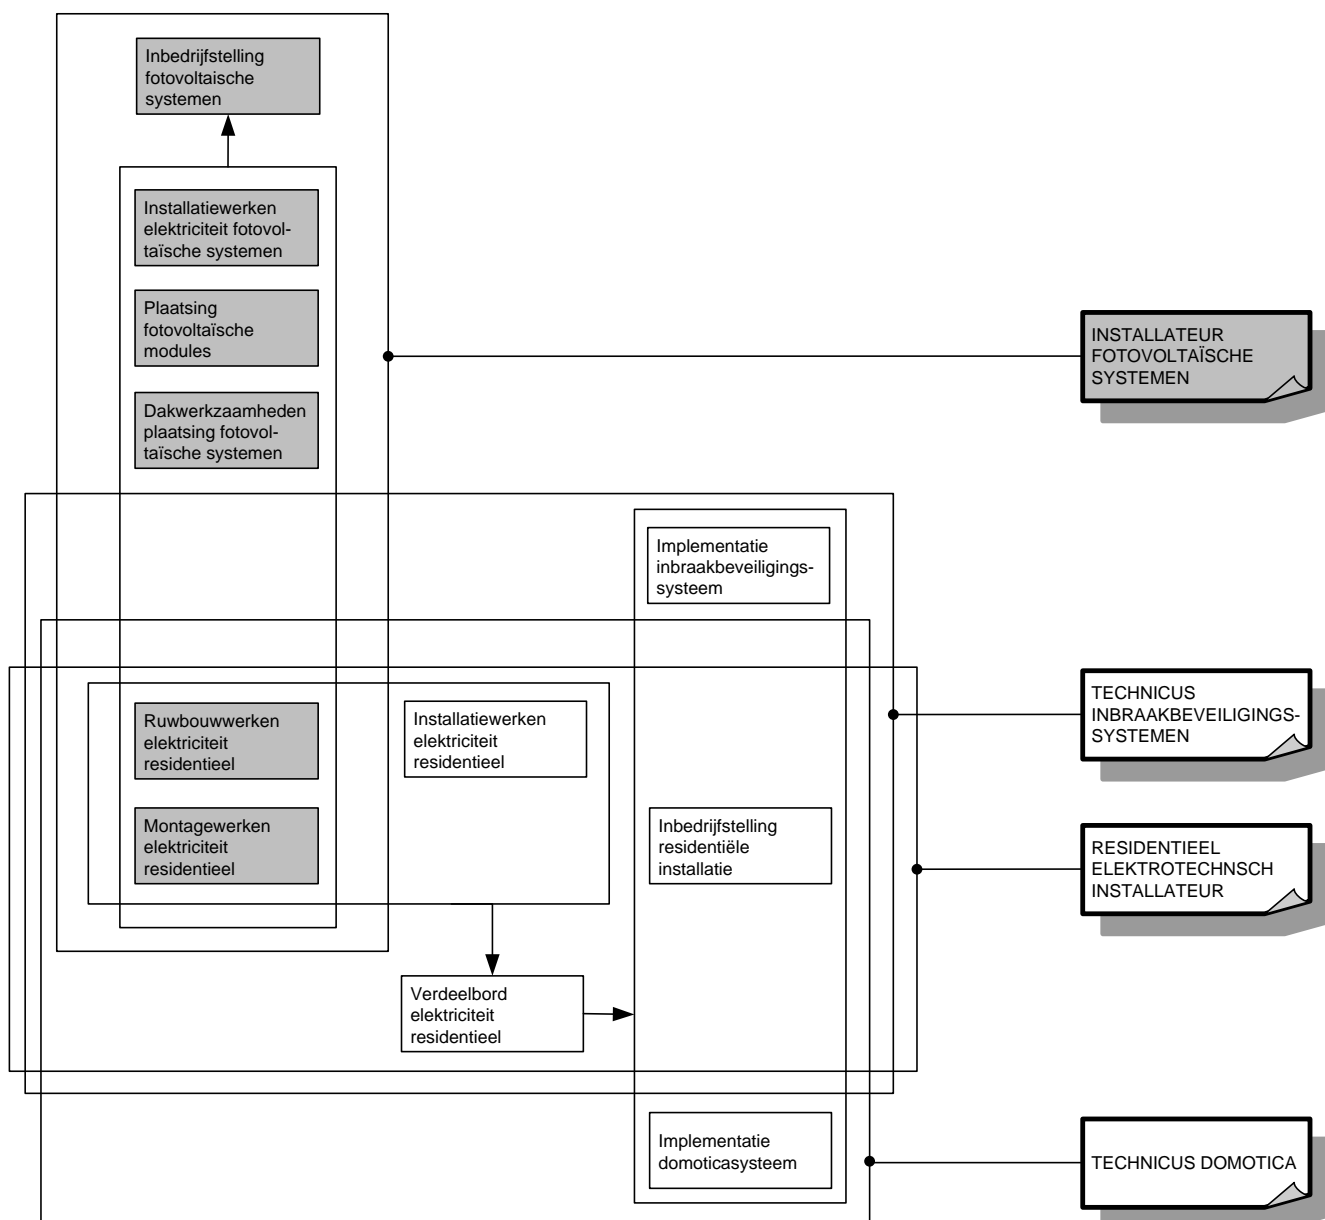 Inbedrijfstelling
fotovoltaische
systemen
Installatiewerken
elektriciteit fotovol-
taïsche systemen
Plaatsing
fotovoltaïsche
modules
Dakwerkzaamheden
plaatsing fotovol-
taïsche systemen
INSTALLATEUR
FOTOVOLTAÏSCHE
SYSTEMEN
Implementatie
inbraakbeveiligings-
systeem
Ruwbouwwerken
elektriciteit
residentieel
Installatiewerken
elektriciteit
residentieel
TECHNICUS
INBRAAKBEVEILIGINGS-
SYSTEMEN
Montagewerken
elektriciteit
residentieel
Inbedrijfstelling
residentiële
installatie
RESIDENTIEEL
ELEKTROTECHNSCH
INSTALLATEUR
Verdeelbord
elektriciteit
residentieel
Implementatie
domoticasysteem
TECHNICUS DOMOTICA